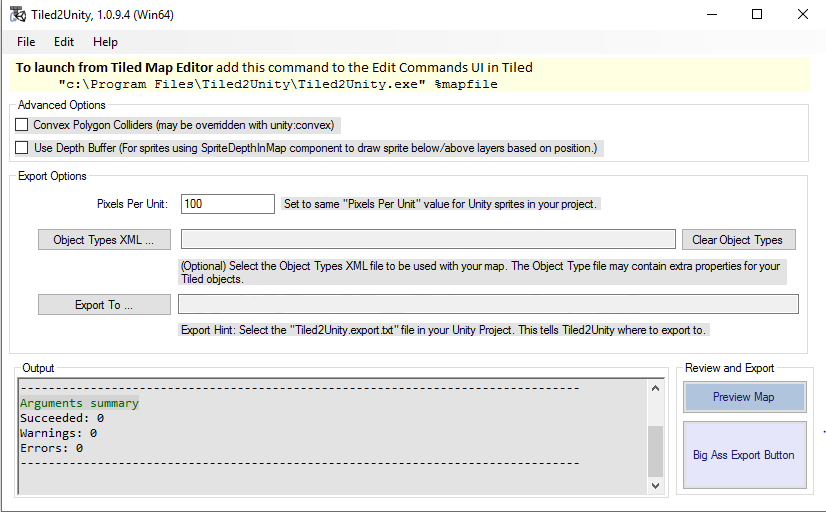 Tiled2Unity, 1.0.9.4 (Win64)
File Edit Help
To launch from Tiled Map Editor add this command to the Edit Commands UI in Tiled
"c:\Program Files\Tiled2Unity\Tiled2Unity.exe" %mapfile
Advanced Options
Convex Polygon Colliders (may be overridden with unity:convex)
Use Depth Buffer (For sprites using SpriteDepthInMap component to draw sprite below/above layers based on position.)
Export Options
Pixels Per Unit: 100 Set to same "Pixels Per Unit" value for Unity sprites in your project.
Object Types XML ... Clear Object Types
(Optional) Select the Object Types XML file to be used with your map. The Object Type file may contain extra properties for your
Tiled objects.
Export To ...
Export Hint: Select the "Tiled2Unity.export.txt" file in your Unity Project. This tells Tiled2Unity where to export to.
Output
--------------------------------------------------------------------------------
Arguments summary
Succeeded: 0
Warnings: 0
Errors: 0
--------------------------------------------------------------------------------
Review and Export
Preview Map
Big Ass Export Button